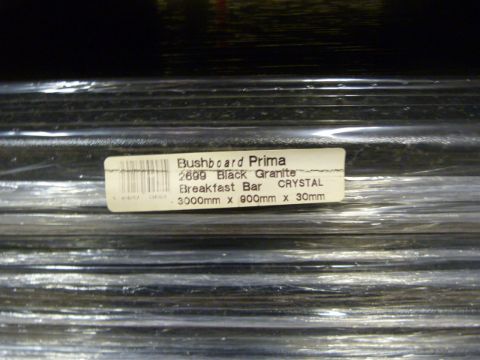 Bushboard Prima
2699 Black Granite
Breakfast Bar CRYSTAL
3000mm x 900mm x 30mm